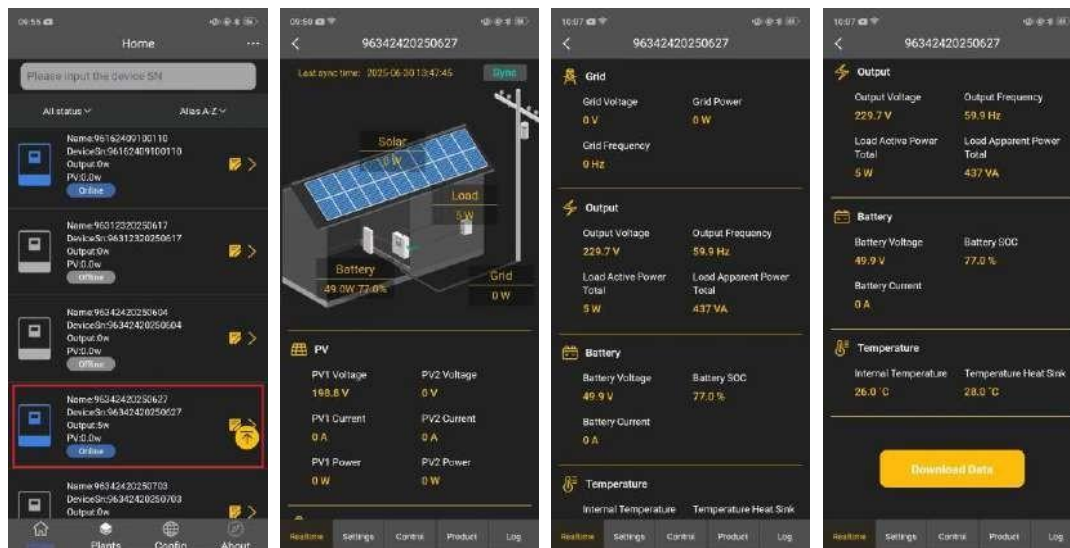 09:55
Home
Please input the device SN
All status
Alias A-Z
Name:96162409100110
DeviceSn:96162409100110
Output:0w
PV:0.0w
Online
Name:96312320250617
DeviceSn:96312320250617
Output:0w
PV:0.0w
Offline
Name:96342420250604
DeviceSn:96342420250604
Output:0w
PV:0.0w
Offline
Name:96342420250627
DeviceSn:96342420250627
Output:5w
PV:0.0w
Online
Name:96342420250703
DeviceSn:96342420250703
Output:0w
Plants
Config
About
09:50
96342420250627
Last sync time: 2025-06-30 13:47:45
Sync
Solar
0 W
Load
5 W
Battery
49.0W 77.0%
Grid
0 W
PV
PV1 Voltage
PV2 Voltage
198.8 V
0 V
PV1 Current
PV2 Current
0 A
0 A
PV1 Power
PV2 Power
0 W
0 W
Realtime
Settings
Control
Product
Log
10:07
96342420250627
Grid
Grid Voltage
Grid Power
0 V
0 W
Grid Frequency
0 Hz
Output
Output Voltage
Output Frequency
229.7 V
59.9 Hz
Load Active Power Total
Load Apparent Power Total
5 W
437 VA
Battery
Battery Voltage
Battery SOC
49.9 V
77.0 %
Battery Current
0 A
Temperature
Internal Temperature
Temperature Heat Sink
Realtime
Settings
Control
Product
Log
10:07
96342420250627
Output
Output Voltage
Output Frequency
229.7 V
59.9 Hz
Load Active Power Total
Load Apparent Power Total
5 W
437 VA
Battery
Battery Voltage
Battery SOC
49.9 V
77.0 %
Battery Current
0 A
Temperature
Internal Temperature
Temperature Heat Sink
26.0 °C
28.0 °C
Download Data
Realtime
Settings
Control
Product
Log